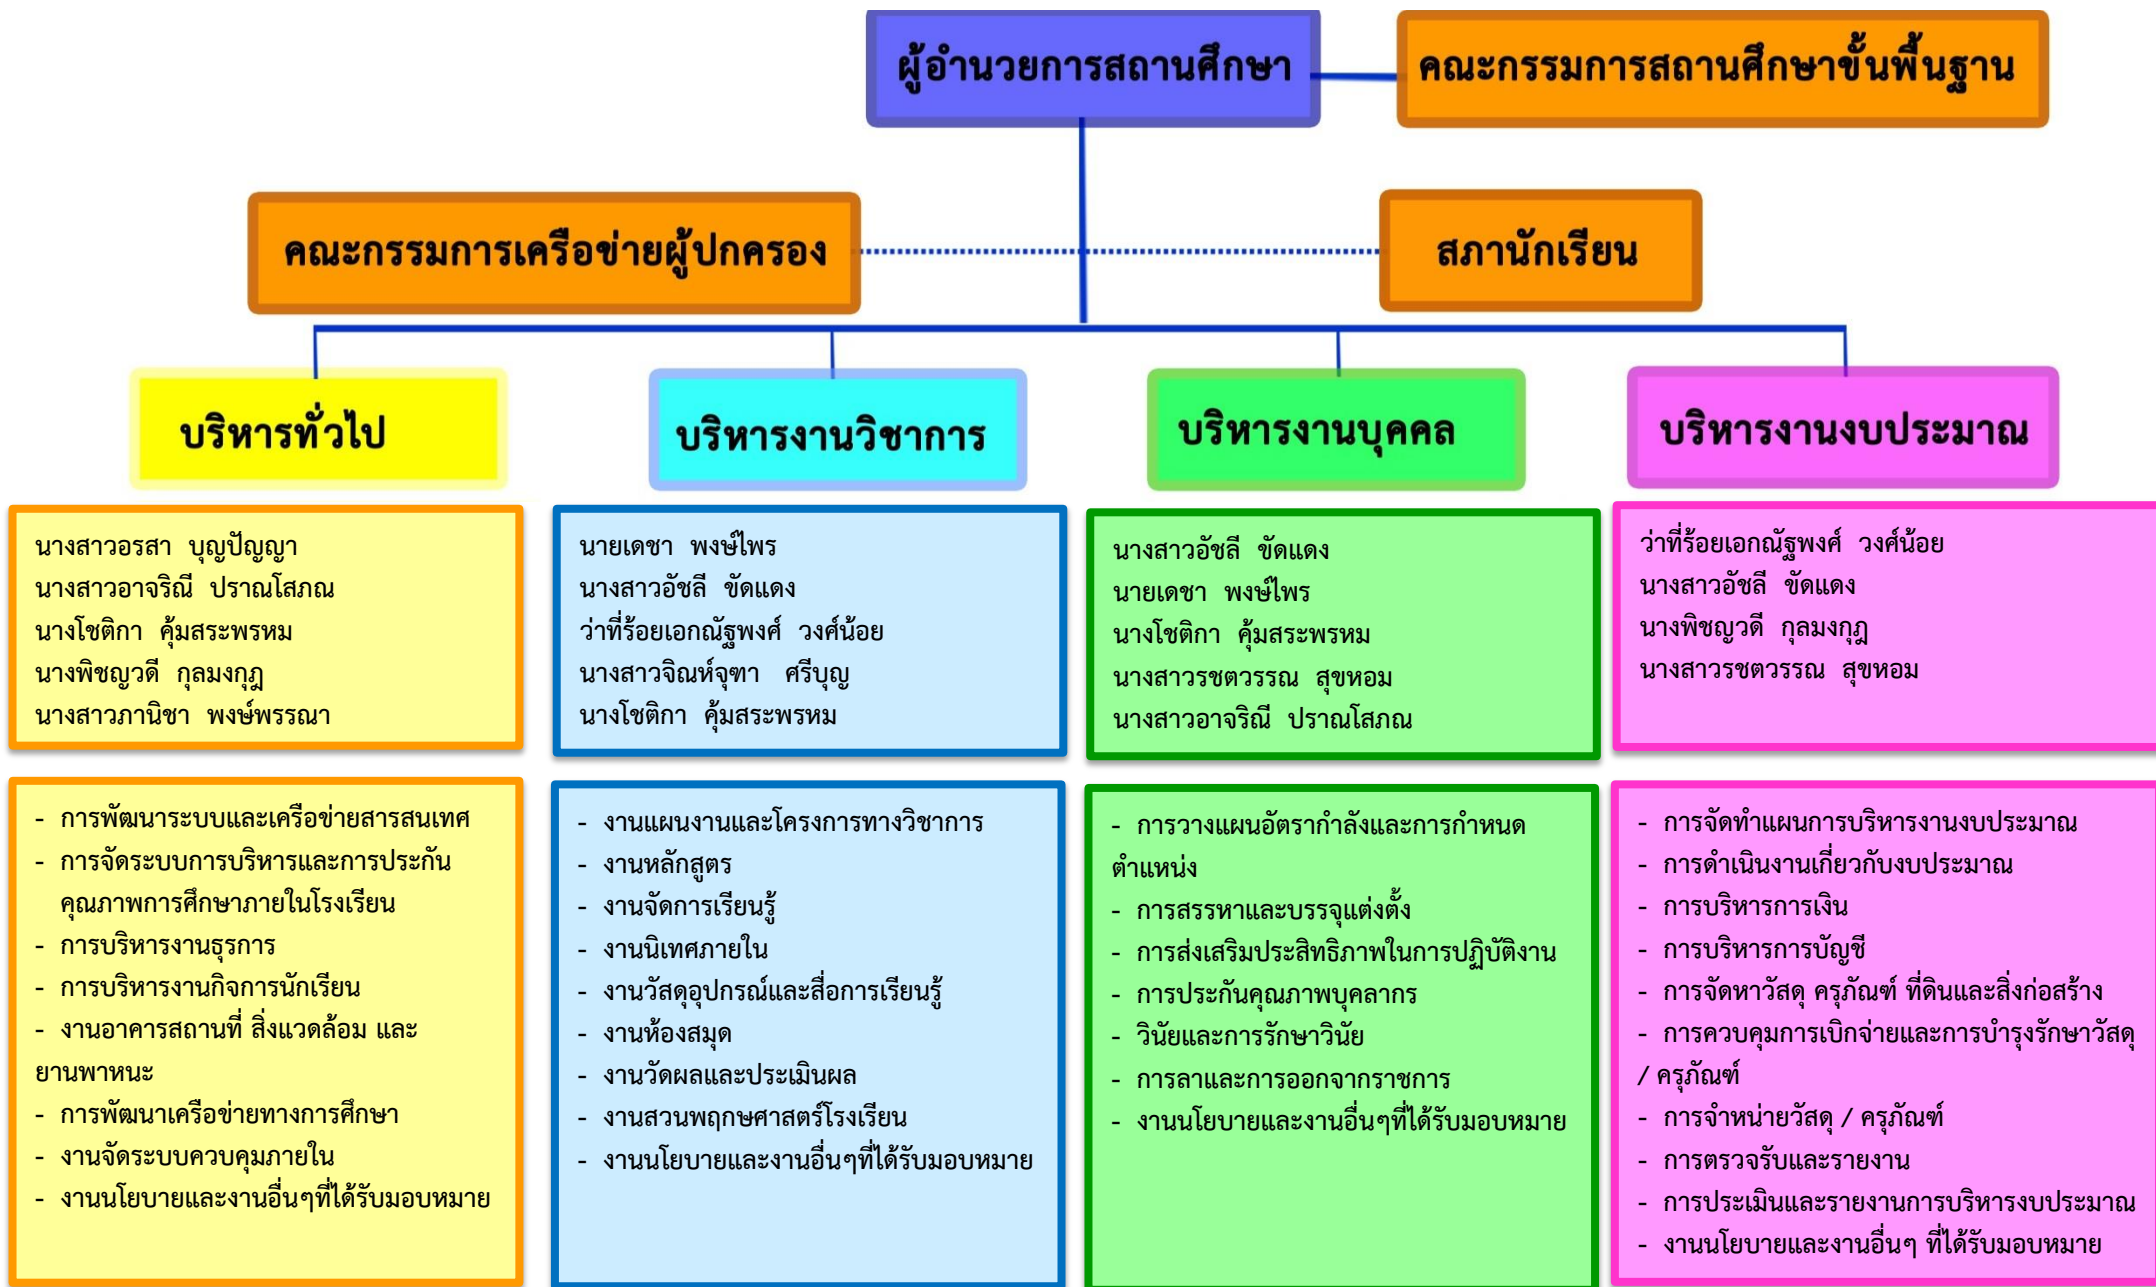 ผู้อำนวยการสถานศึกษา
คณะกรรมการสถานศึกษาขั้นพื้นฐาน
คณะกรรมการเครือข่ายผู้ปกครอง
สภานักเรียน
บริหารทั่วไป
บริหารงานวิชาการ
บริหารงานบุคคล
บริหารงานงบประมาณ
นางสาวอรสา บุญปัญญา
นางสาวอาจริณี ปราณโสภณ
นางโชติกา คุ้มสระพรหม
นางพิชญวดี กุลมงกุฎ
นางสาวภานิชา พงษ์พรรณา
นายเดชา พงษ์ไพร
นางสาวอัชลี ขัดแดง
ว่าที่ร้อยเอกณัฐพงศ์ วงศ์น้อย
นางสาวจิณห์จุฑา ศรีบุญ
นางโชติกา คุ้มสระพรหม
นางสาวอัชลี ขัดแดง
นายเดชา พงษ์ไพร
นางโชติกา คุ้มสระพรหม
นางสาวรชตวรรณ สุขหอม
นางสาวอาจริณี ปราณโสภณ
ว่าที่ร้อยเอกณัฐพงศ์ วงศ์น้อย
นางสาวอัชลี ขัดแดง
นางพิชญวดี กุลมงกุฎ
นางสาวรชตวรรณ สุขหอม
- การพัฒนาระบบและเครือข่ายสารสนเทศ
- การจัดระบบการบริหารและการประกัน
คุณภาพการศึกษาภายในโรงเรียน
- การบริหารงานธุรการ
- การบริหารงานกิจการนักเรียน
- งานอาคารสถานที่ สิ่งแวดล้อม และ
ยานพาหนะ
- การพัฒนาเครือข่ายทางการศึกษา
- งานจัดระบบควบคุมภายใน
- งานนโยบายและงานอื่นๆที่ได้รับมอบหมาย
- งานแผนงานและโครงการทางวิชาการ
- งานหลักสูตร
- งานจัดการเรียนรู้
- งานนิเทศภายใน
- งานวัสดุอุปกรณ์และสื่อการเรียนรู้
- งานห้องสมุด
- งานวัดผลและประเมินผล
- งานสวนพฤกษศาสตร์โรงเรียน
- งานนโยบายและงานอื่นๆที่ได้รับมอบหมาย
- การวางแผนอัตรากำลังและการกำหนด
ตำแหน่ง
- การสรรหาและบรรจุแต่งตั้ง
- การส่งเสริมประสิทธิภาพในการปฏิบัติงาน
- การประกันคุณภาพบุคลากร
- วินัยและการรักษาวินัย
- การลาและการออกจากราชการ
- งานนโยบายและงานอื่นๆที่ได้รับมอบหมาย
- การจัดทำแผนการบริหารงานงบประมาณ
- การดำเนินงานเกี่ยวกับงบประมาณ
- การบริหารการเงิน
- การบริหารการบัญชี
- การจัดหาวัสดุ ครุภัณฑ์ ที่ดินและสิ่งก่อสร้าง
- การควบคุมการเบิกจ่ายและการบำรุงรักษาวัสดุ
/ ครุภัณฑ์
- การจำหน่ายวัสดุ / ครุภัณฑ์
- การตรวจรับและรายงาน
- การประเมินและรายงานการบริหารงบประมาณ
- งานนโยบายและงานอื่นๆ ที่ได้รับมอบหมาย